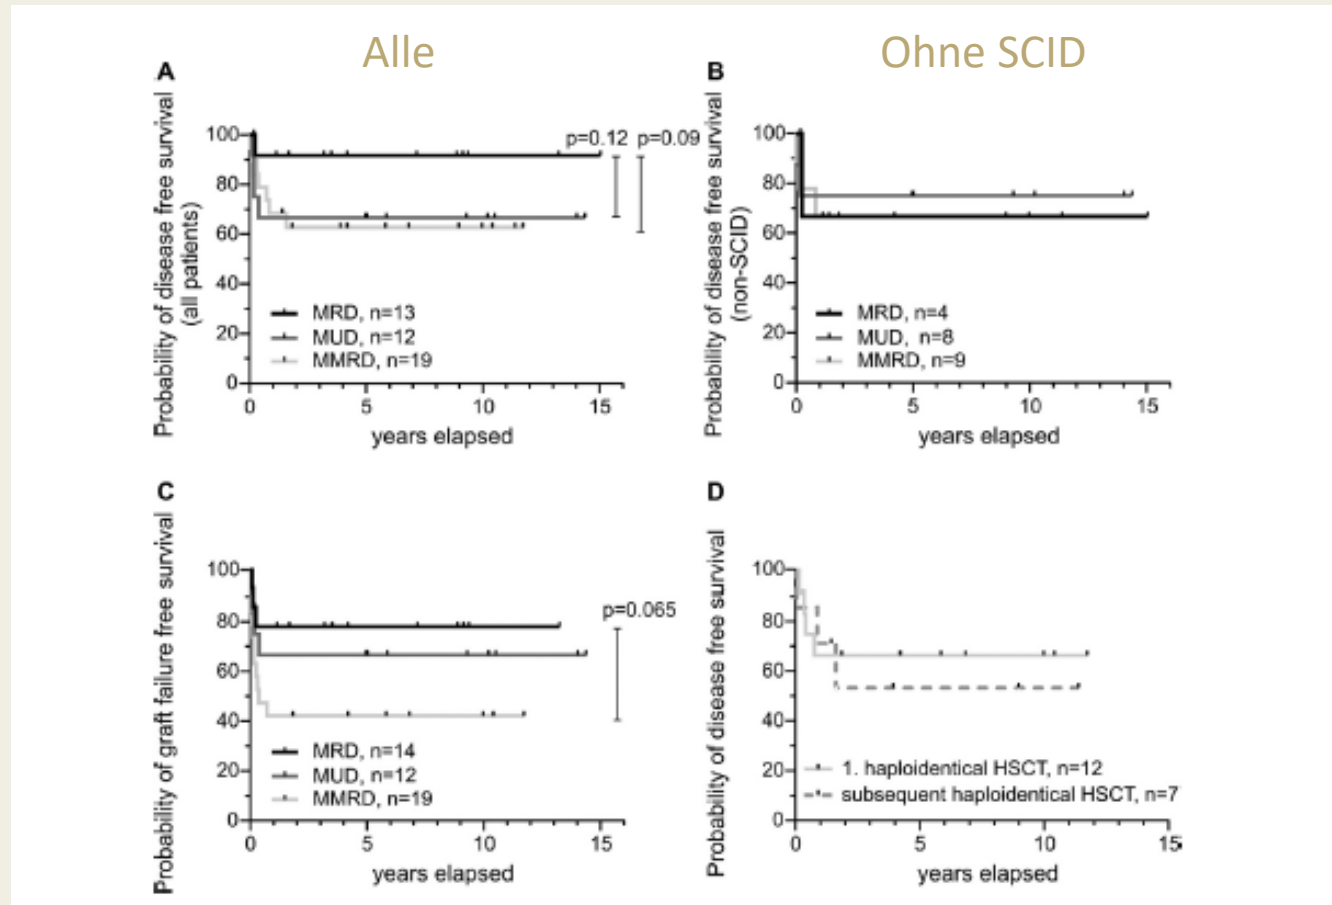 Alle
Ohne SCID
A
Probability of disease free survival
(all patients)
100
80
60
40
20
0
p=0.12 p=0.09
MRD, n=13
MUD, n=12
MMRD, n=19
0 5 10 15
years elapsed
B
Probability of disease free survival
(non-SCID)
100
80
60
40
20
0
MRD, n=4
MUD, n=8
MMRD, n=9
0 5 10 15
years elapsed
C
Probability of graft failure free survival
100
80
60
40
20
0
p=0.065
MRD, n=14
MUD, n=12
MMRD, n=19
0 5 10 15
years elapsed
D
Probability of disease free survival
100
80
60
40
20
0
1. haploidentical HSCT, n=12
subsequent haploidentical HSCT, n=7
0 5 10 15
years elapsed